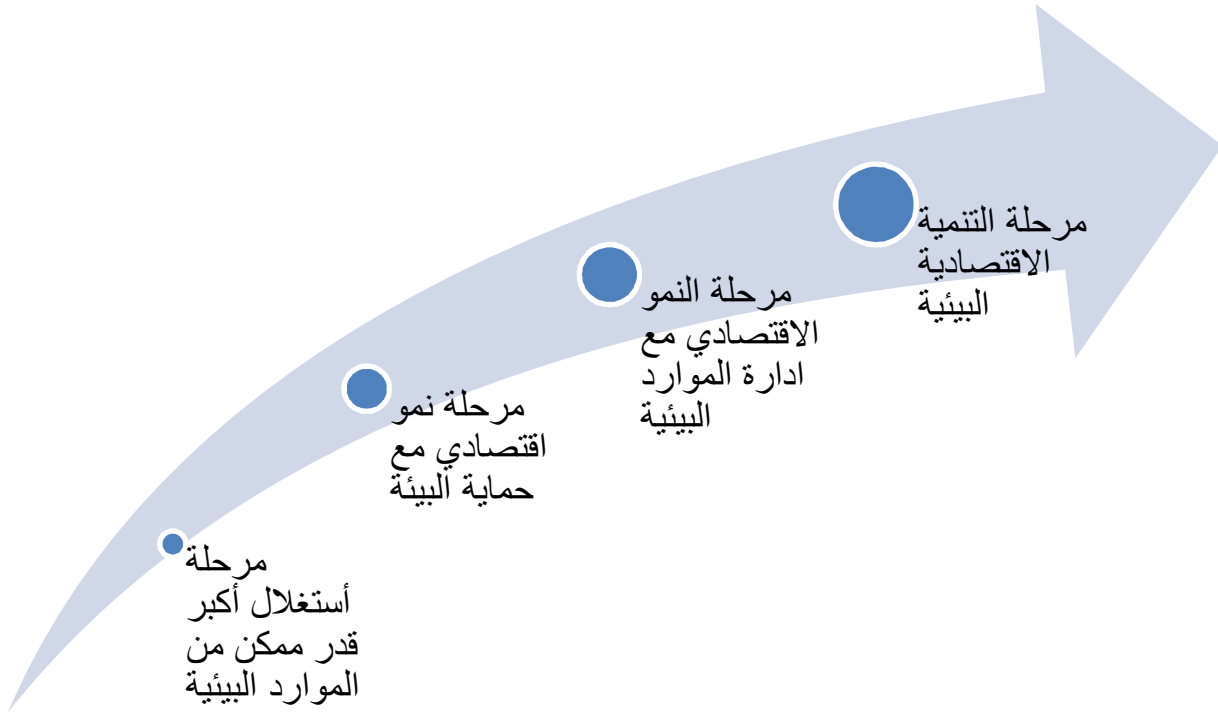 مرحلة
أستغلال أكبر
قدر ممكن من
الموارد البيئية
مرحلة نمو
اقتصادي مع
حماية البيئة
مرحلة النمو
الاقتصادي مع
ادارة الموارد
البيئية
مرحلة التنمية
الاقتصادية
البيئية